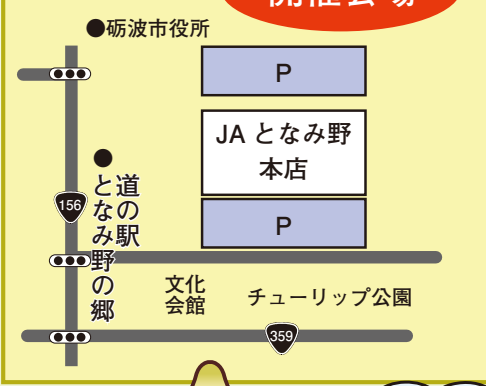 開催会場
●砺波市役所
P
JA となみ野
本店
P
●
道の駅
となみ野の郷
156
文化
会館
チューリップ公園
359